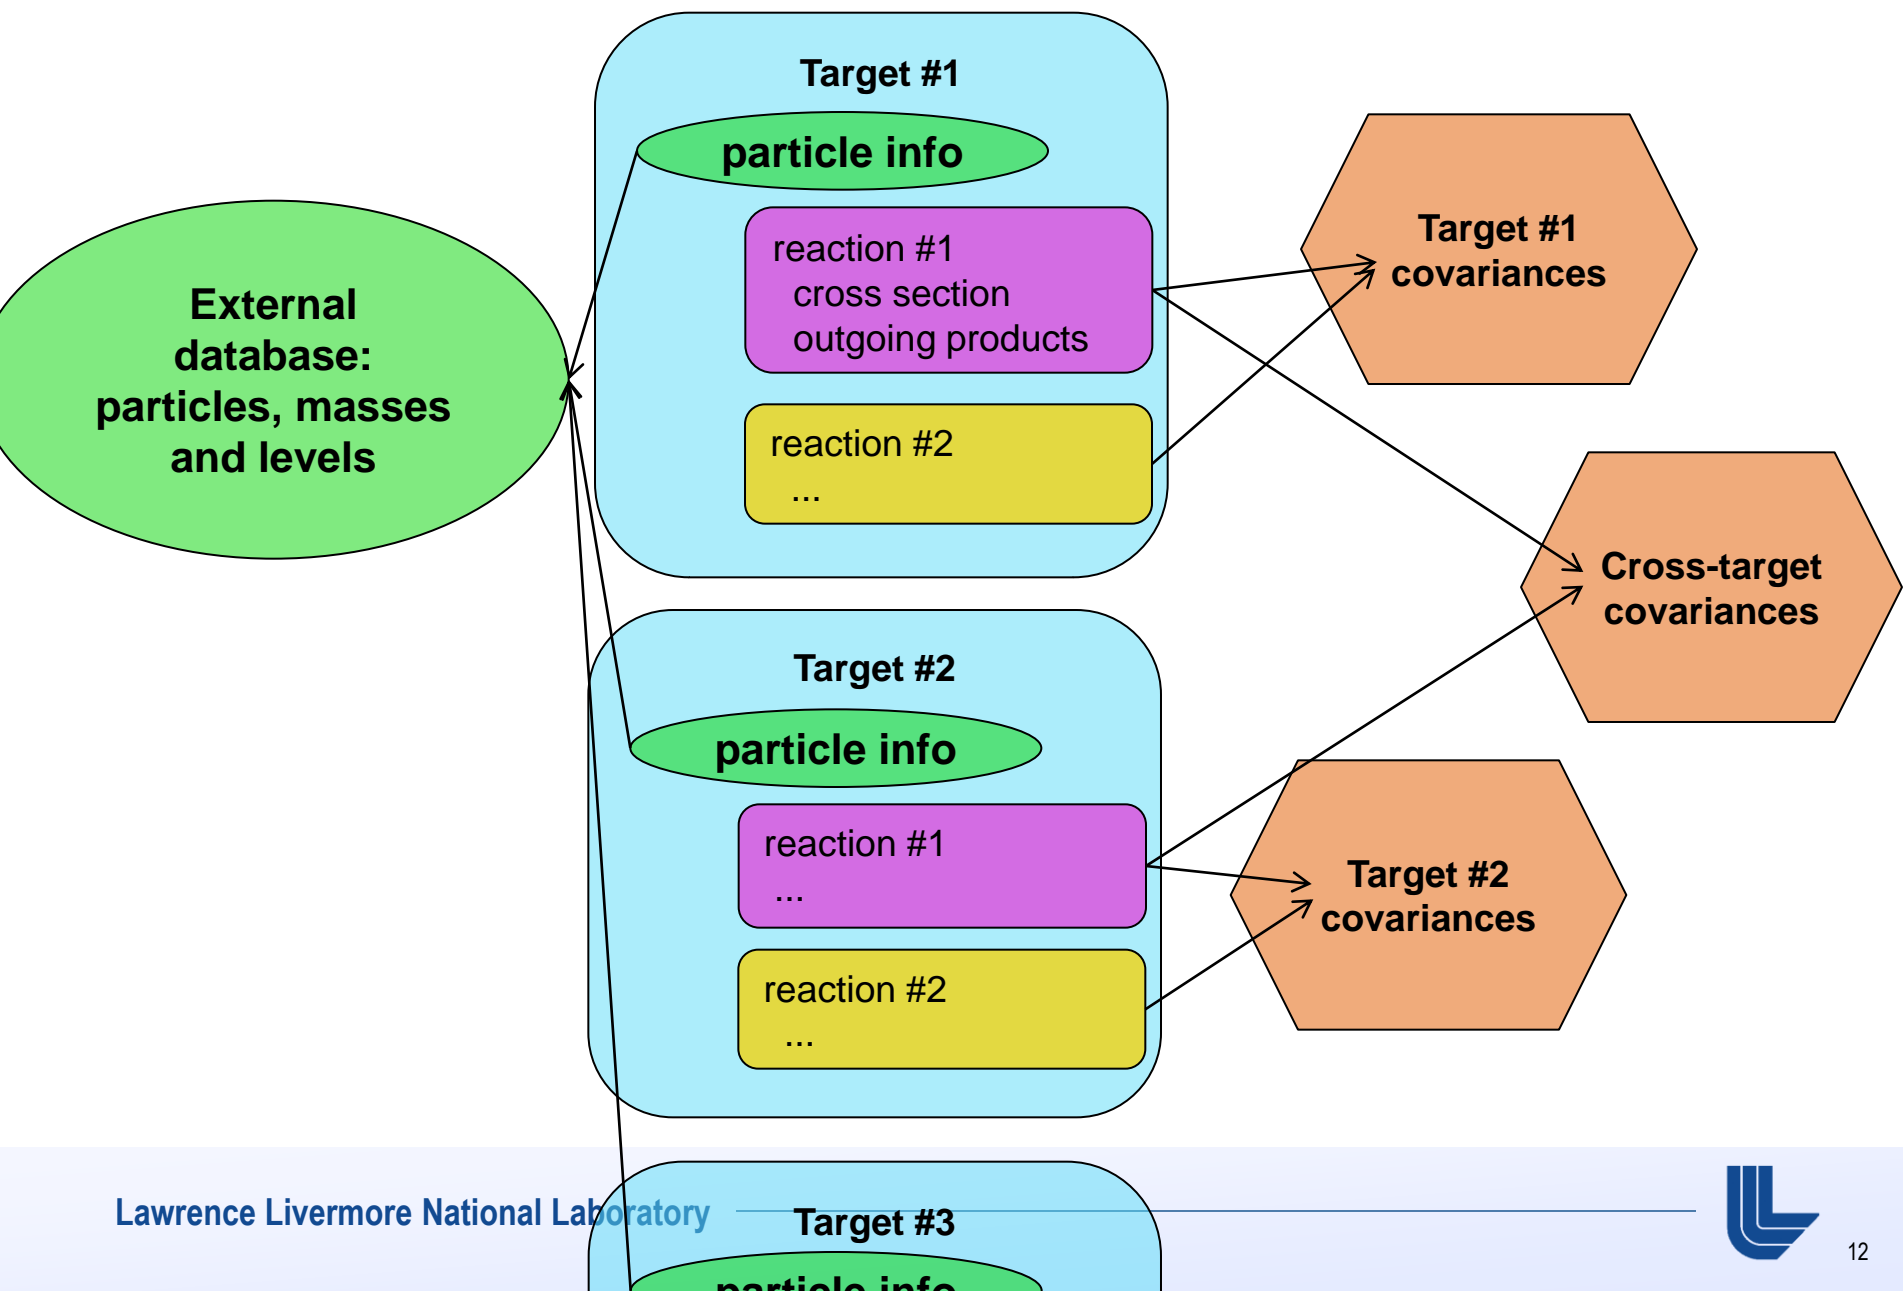 Target #1
particle info
reaction #1
cross section
outgoing products
reaction #2
...
External
database:
particles, masses
and levels
Target #1
covariances
Cross-target
covariances
Target #2
particle info
reaction #1
...
reaction #2
...
Target #2
covariances
Lawrence Livermore National Laboratory
Target #3
particle info
12